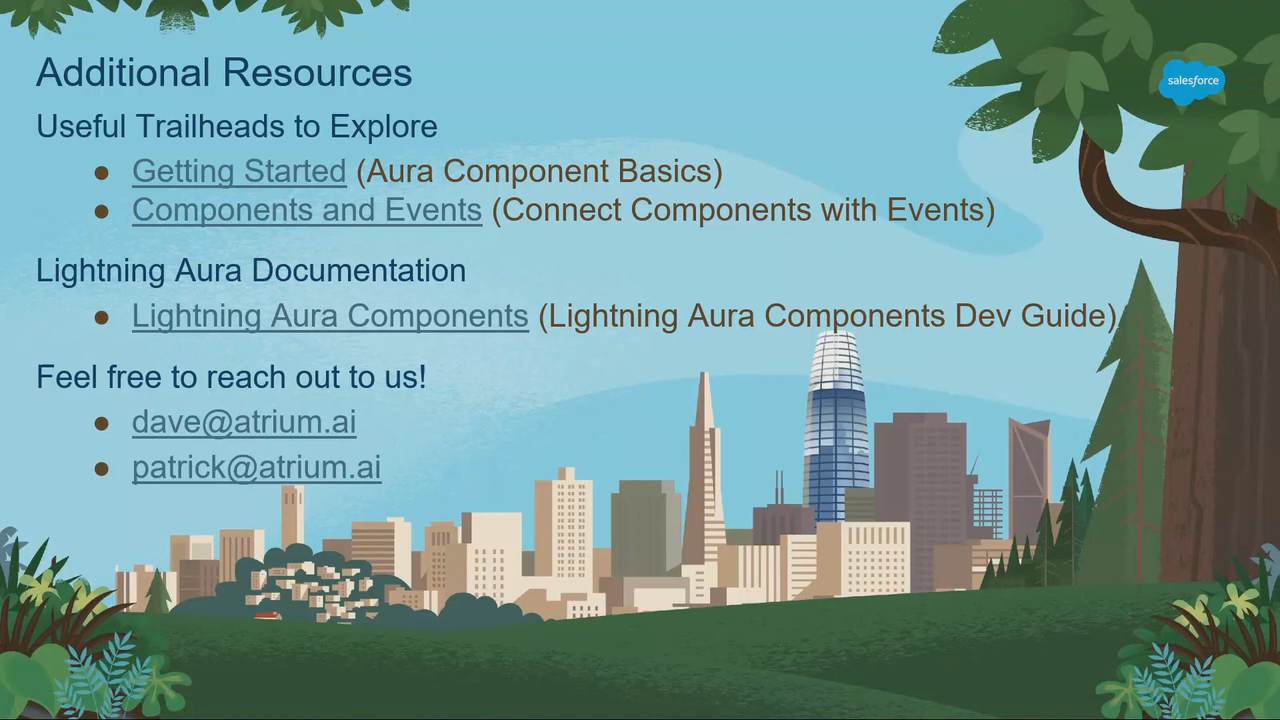 Additional Resources
salesforce
Useful Trailheads to Explore
● Getting Started (Aura Component Basics)
● Components and Events (Connect Components with Events)
Lightning Aura Documentation
● Lightning Aura Components (Lightning Aura Components Dev Guide)
Feel free to reach out to us!
● dave@atrium.ai
● patrick@atrium.ai